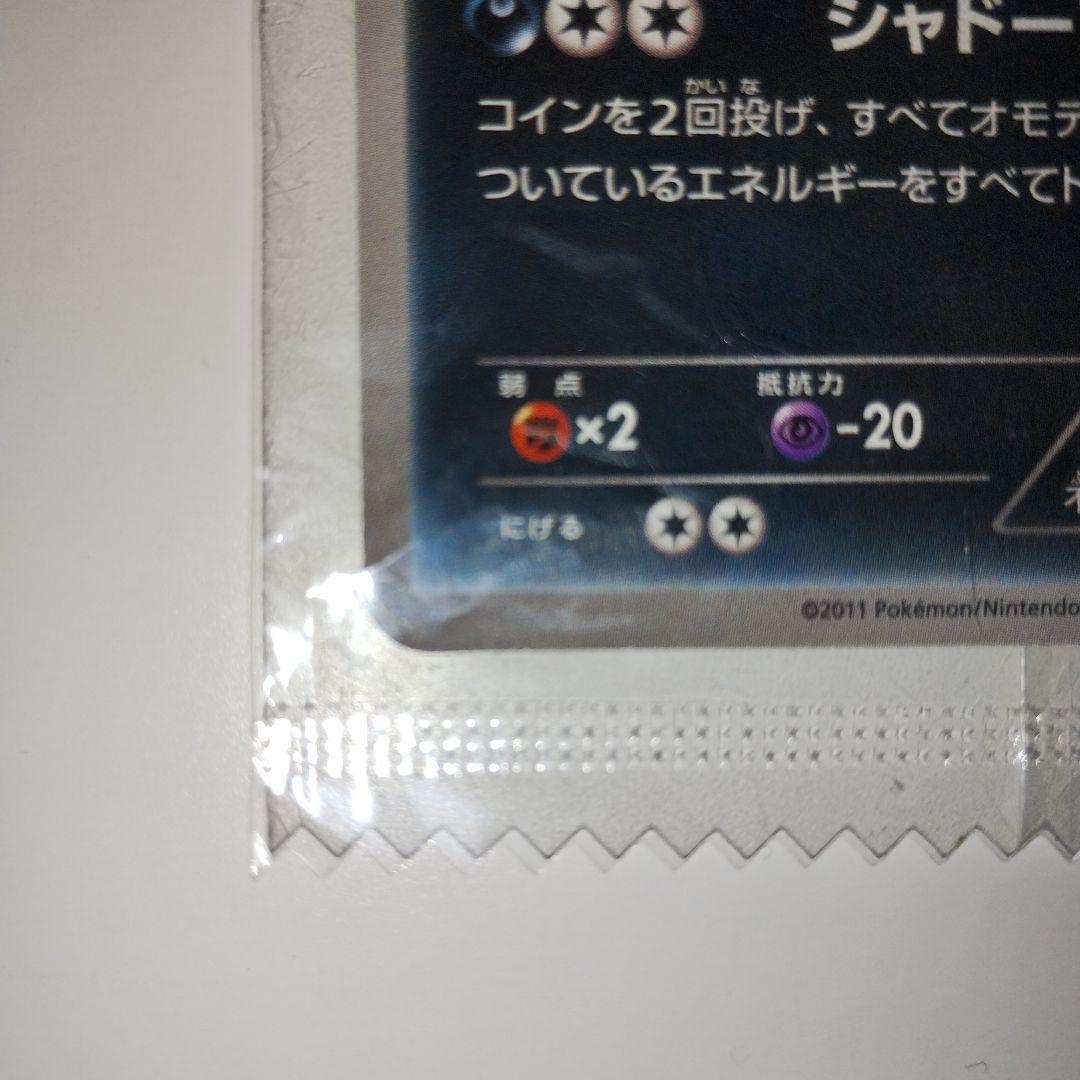 シャドー
かい な
コインを2回投げ、すべてオモテ
ついているエネルギーをすべてト
弱 点 抵抗力
×2 -20
にげる
©2011 Pokémon/Nintendo